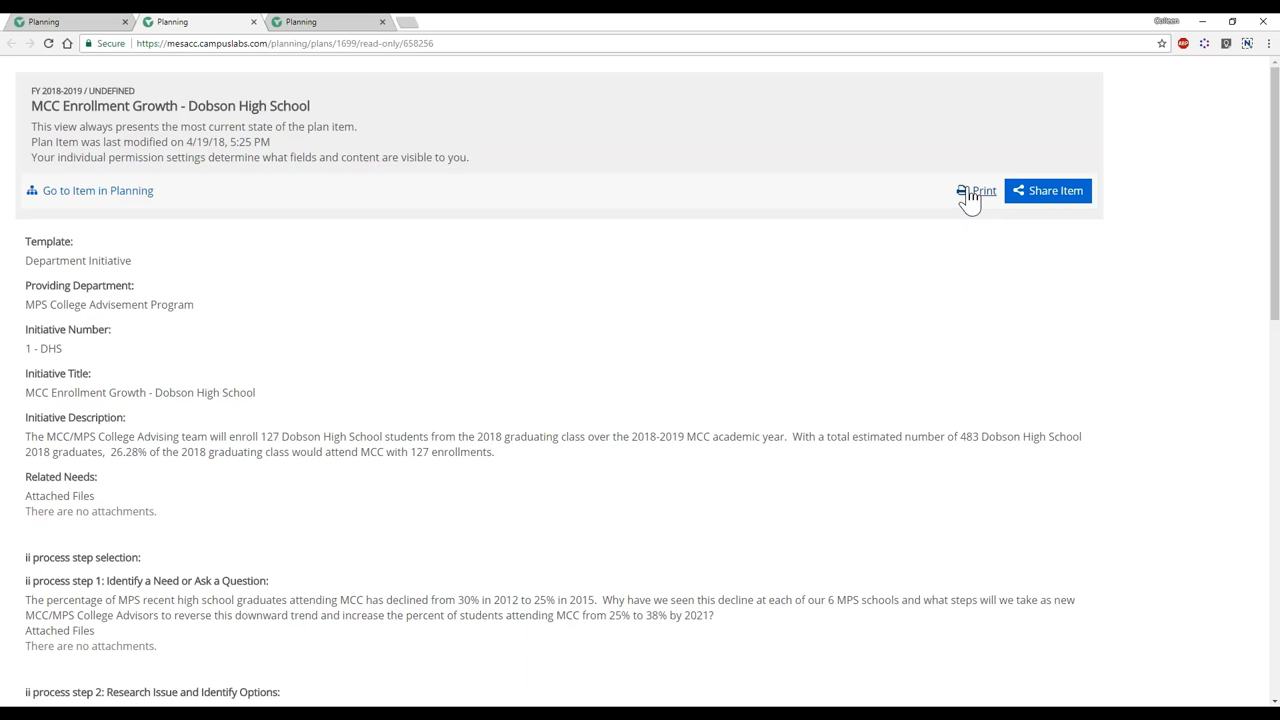 Planning
Planning
Planning
Colleen
Secure
https://mesacc.campuslabs.com/planning/plans/1699/read-only/658256
ABP
N
FY 2018-2019 / UNDEFINED
MCC Enrollment Growth - Dobson High School
This view always presents the most current state of the plan item.
Plan Item was last modified on 4/19/18, 5:25 PM
Your individual permission settings determine what fields and content are visible to you.
Go to Item in Planning
Print
Share Item
Template:
Department Initiative
Providing Department:
MPS College Advisement Program
Initiative Number:
1 - DHS
Initiative Title:
MCC Enrollment Growth - Dobson High School
Initiative Description:
The MCC/MPS College Advising team will enroll 127 Dobson High School students from the 2018 graduating class over the 2018-2019 MCC academic year. With a total estimated number of 483 Dobson High School
2018 graduates, 26.28% of the 2018 graduating class would attend MCC with 127 enrollments.
Related Needs:
Attached Files
There are no attachments.
ii process step selection:
ii process step 1: Identify a Need or Ask a Question:
The percentage of MPS recent high school graduates attending MCC has declined from 30% in 2012 to 25% in 2015. Why have we seen this decline at each of our 6 MPS schools and what steps will we take as new
MCC/MPS College Advisors to reverse this downward trend and increase the percent of students attending MCC from 25% to 38% by 2021?
Attached Files
There are no attachments.
ii process step 2: Research Issue and Identify Options: